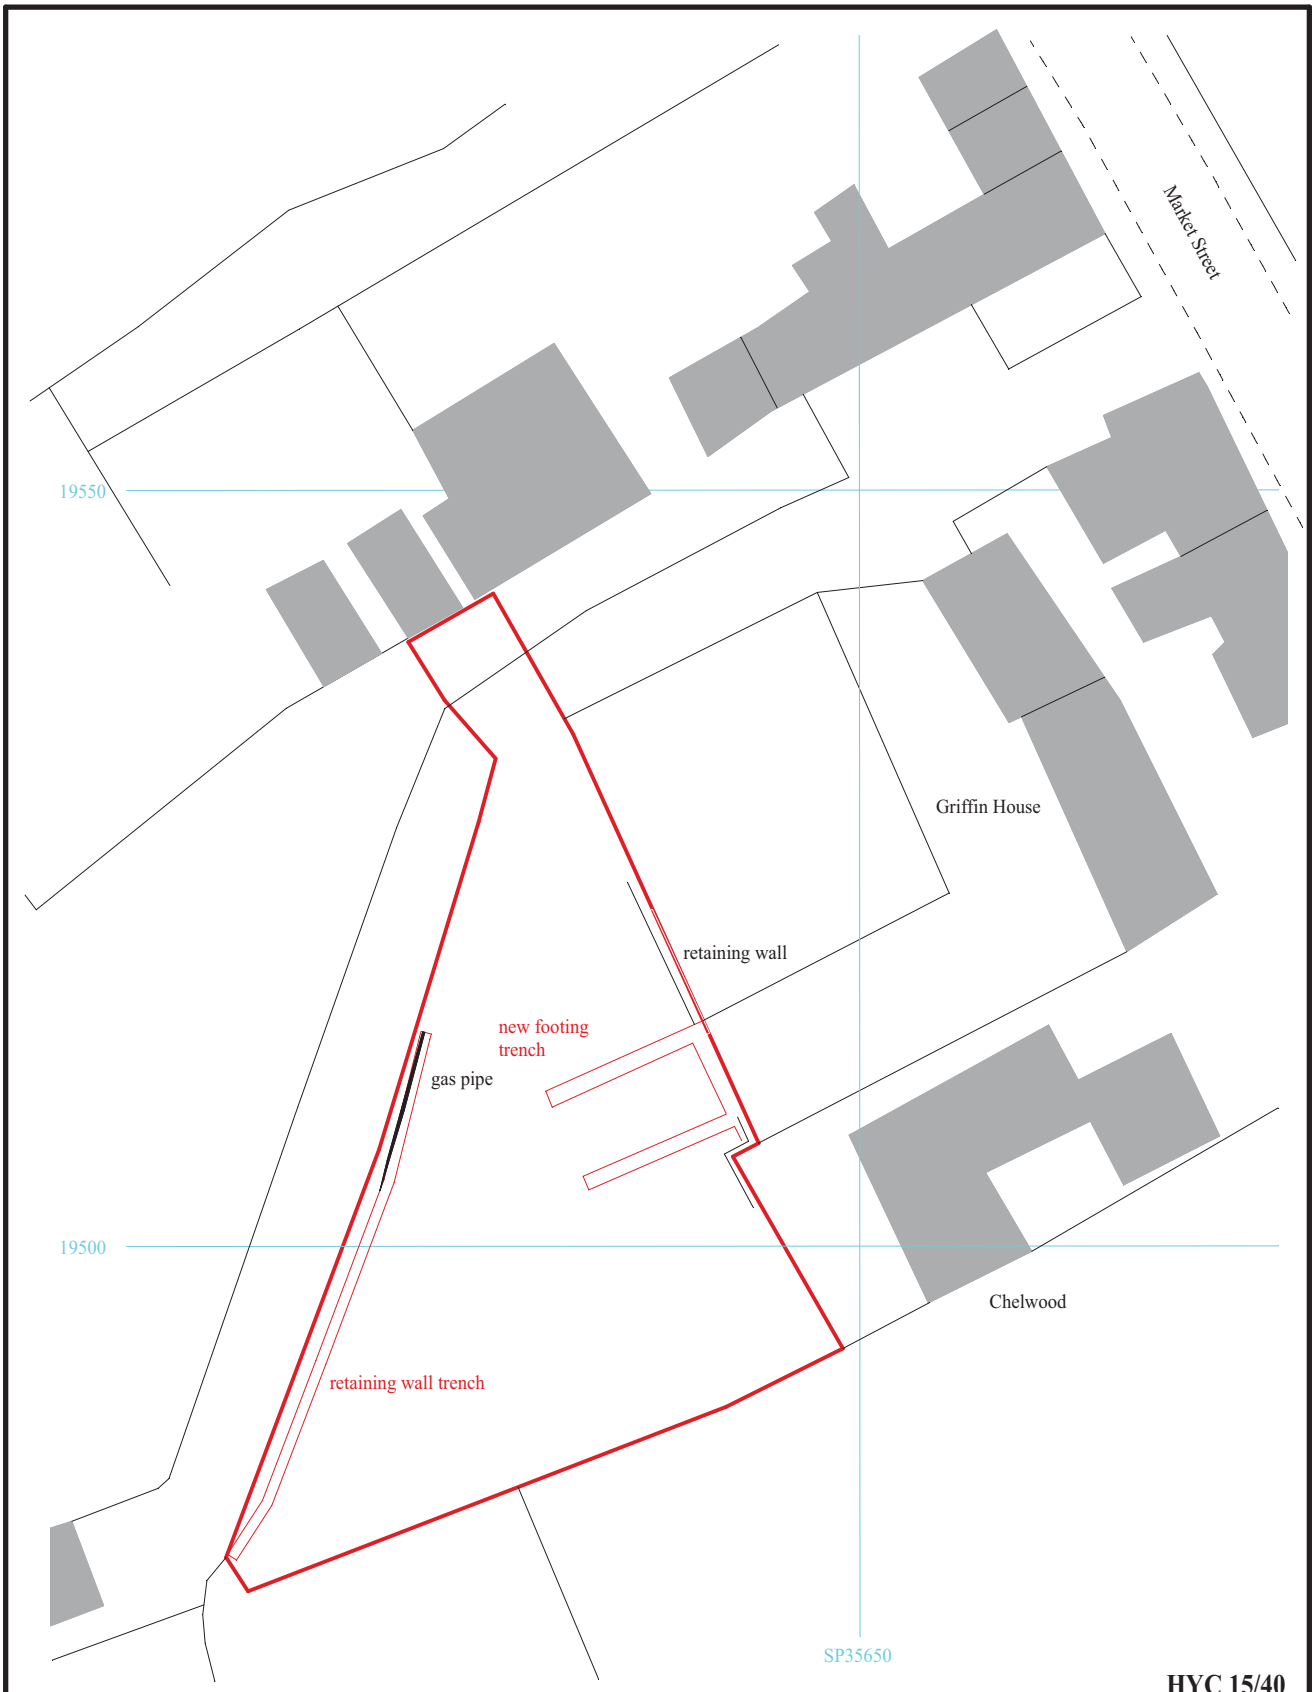 Market Street
19550
Griffin House
retaining wall
new footing
trench
gas pipe
19500
Chelwood
retaining wall trench
SP35650
HYC 15/40